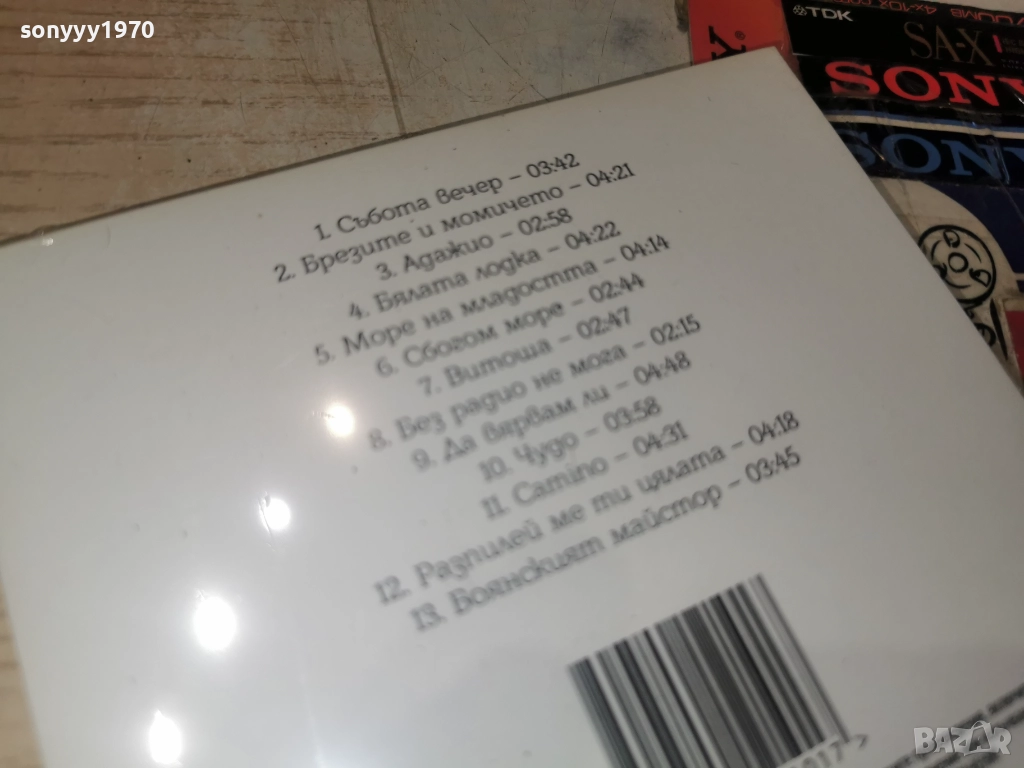 sonyyy1970
TDK
4x-10x
SA-X
SONY
SONY
1. Събота вечер – 03:42
2. Брезите и момичето – 04:21
3. Адажио – 02:58
4. Бялата лодка – 04:22
5. Море на младостта – 04:14
6. Сбогом море – 02:44
7. Витоша – 02:47
8. Без радио не мога – 02:15
9. Да вярвам ли – 04:48
10. Чудо – 03:58
11. Camino – 04:31
12. Разпилей ме ти цялата – 04:18
13. Боянският майстор – 03:45
BAZAR